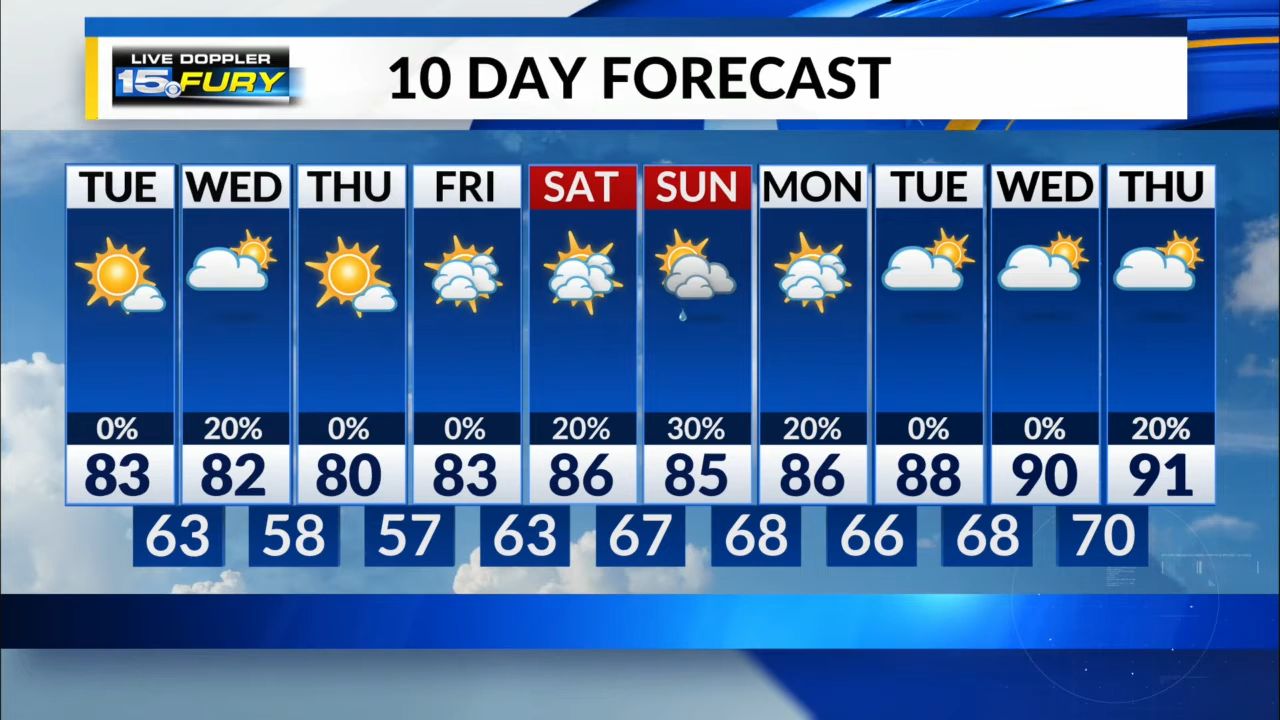 LIVE DOPPLER
15 FURY
10 DAY FORECAST
TUE WED THU FRI SAT SUN MON TUE WED THU
0% 20% 0% 0% 20% 30% 20% 0% 0% 20%
83 82 80 83 86 85 86 88 90 91
63 58 57 63 67 68 66 68 70